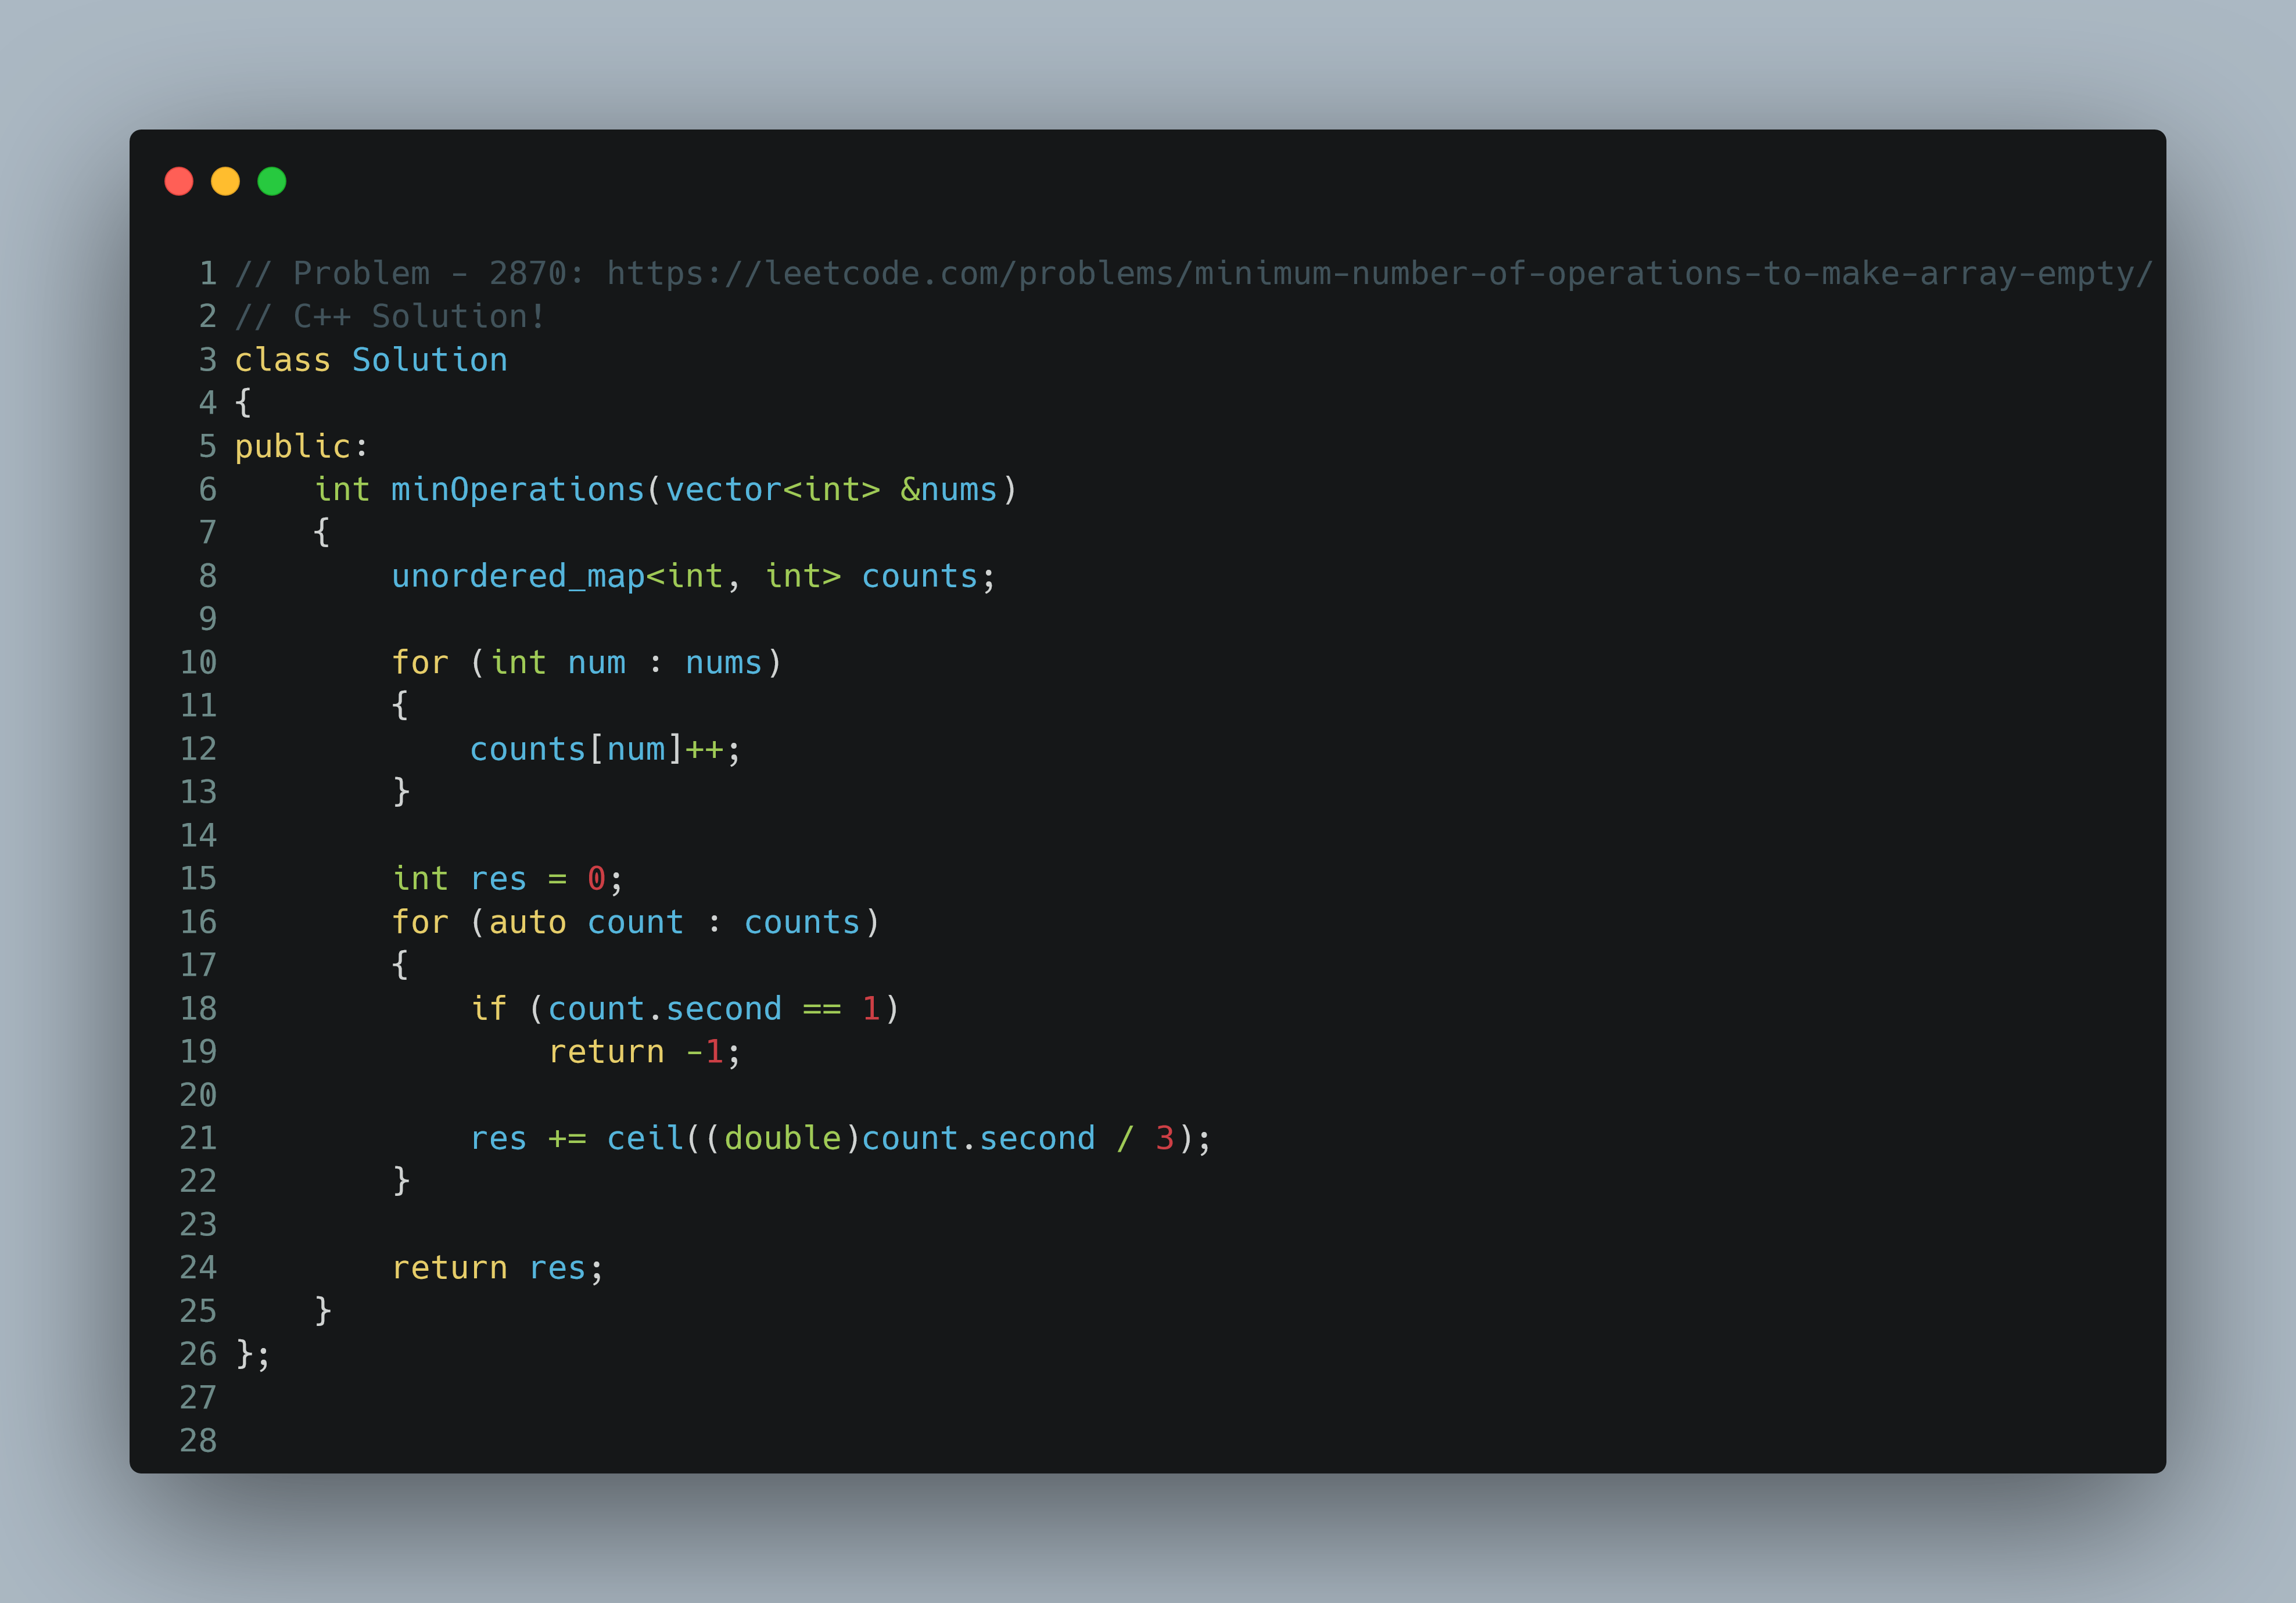 1 // Problem - 2870: https://leetcode.com/problems/minimum-number-of-operations-to-make-array-empty/
2 // C++ Solution!
3 class Solution
4 {
5 public:
6     int minOperations(vector<int> &nums)
7     {
8         unordered_map<int, int> counts;
9
10         for (int num : nums)
11         {
12             counts[num]++;
13         }
14
15         int res = 0;
16         for (auto count : counts)
17         {
18             if (count.second == 1)
19                 return -1;
20
21             res += ceil((double)count.second / 3);
22         }
23
24         return res;
25     }
26 };
27
28